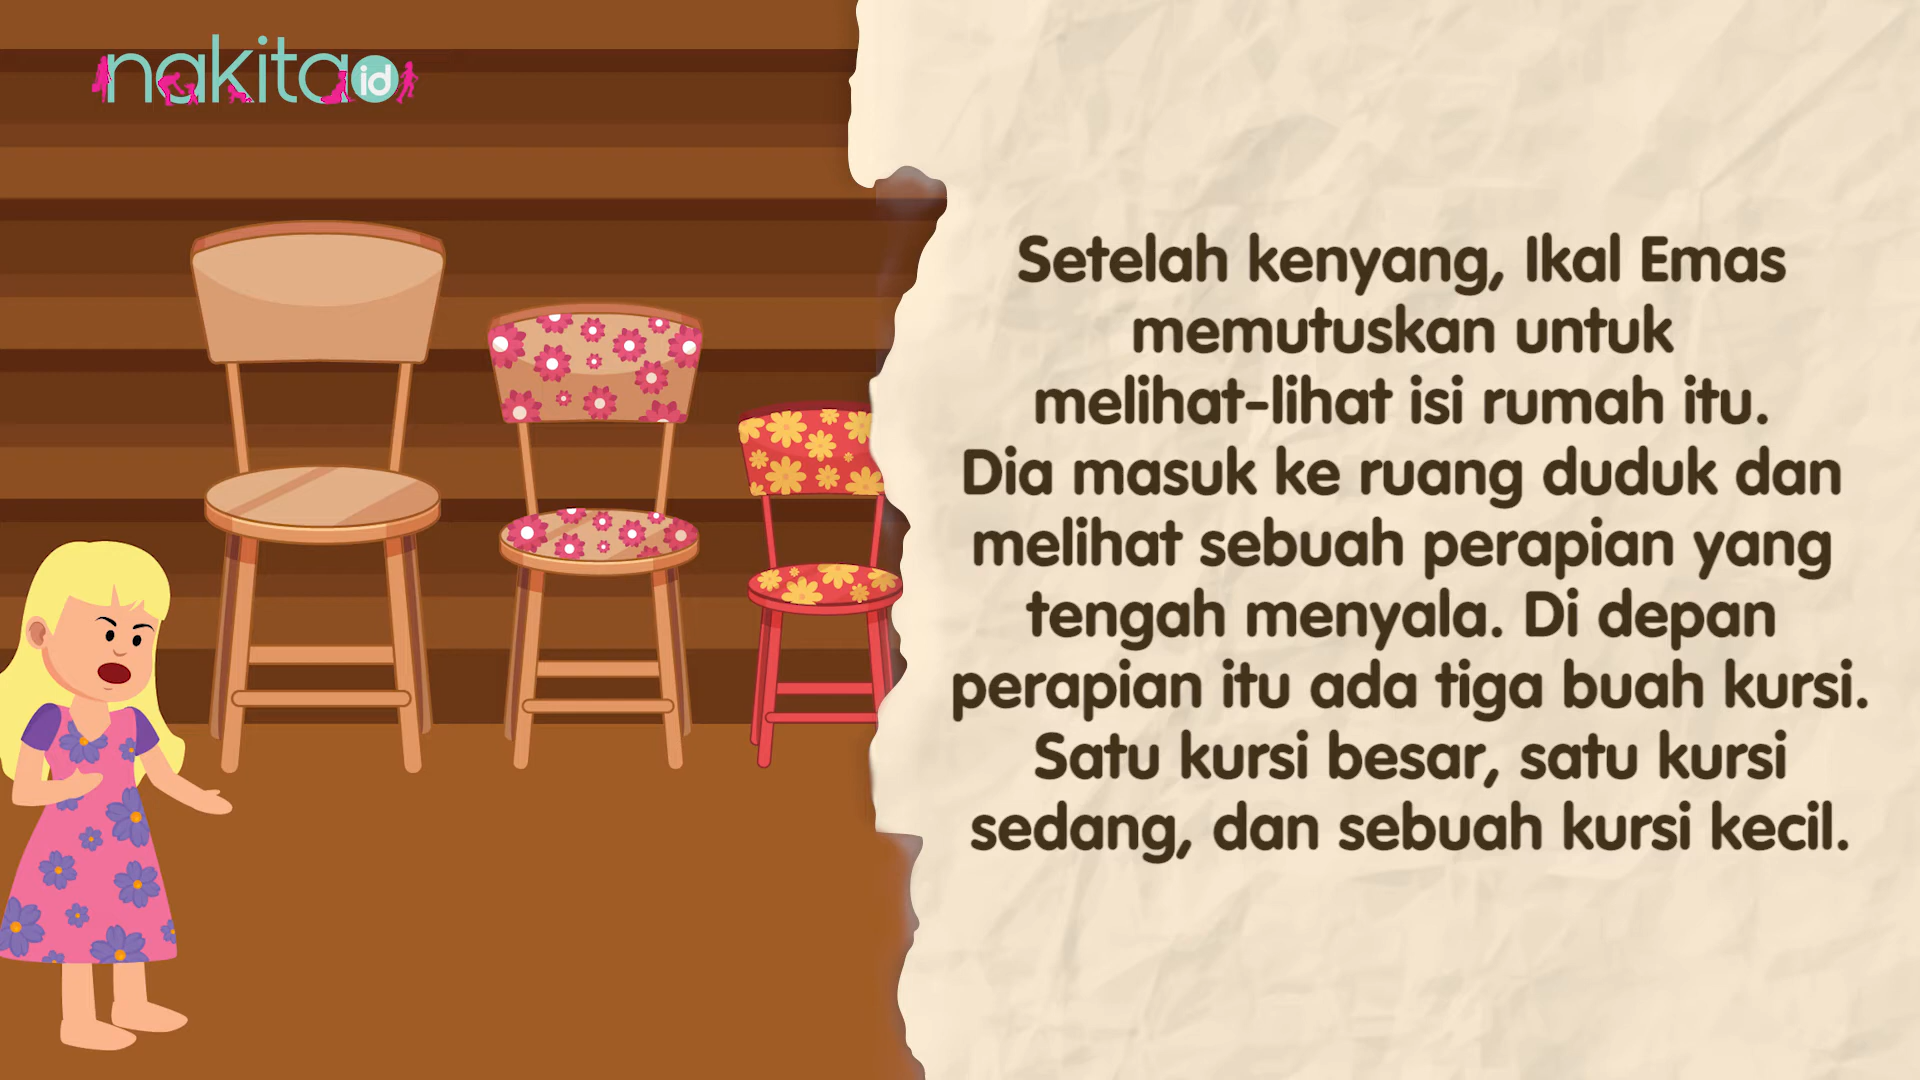 nakita id
Setelah kenyang, Ikal Emas
memutuskan untuk
melihat-lihat isi rumah itu.
Dia masuk ke ruang duduk dan
melihat sebuah perapian yang
tengah menyala. Di depan
perapian itu ada tiga buah kursi.
Satu kursi besar, satu kursi
sedang, dan sebuah kursi kecil.